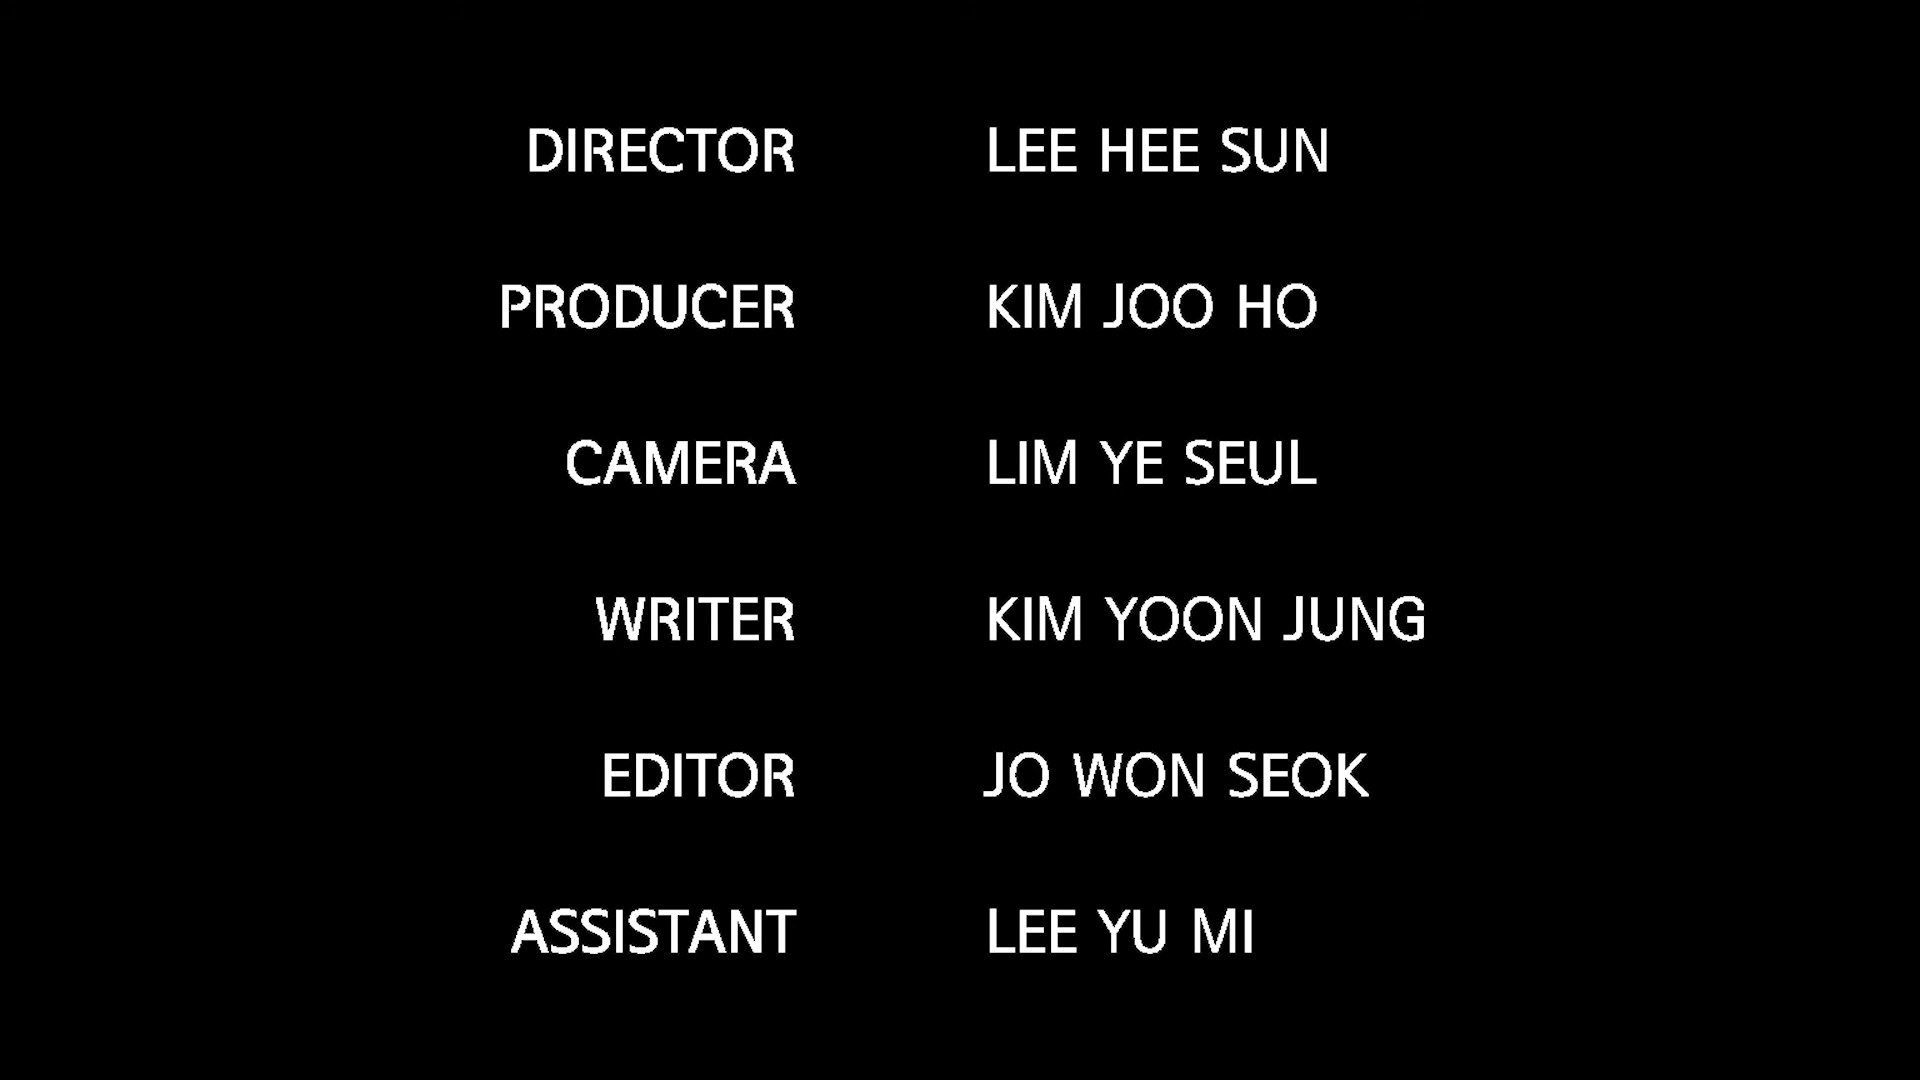 DIRECTOR LEE HEE SUN
PRODUCER KIM JOO HO
CAMERA LIM YE SEUL
WRITER KIM YOON JUNG
EDITOR JO WON SEOK
ASSISTANT LEE YU MI